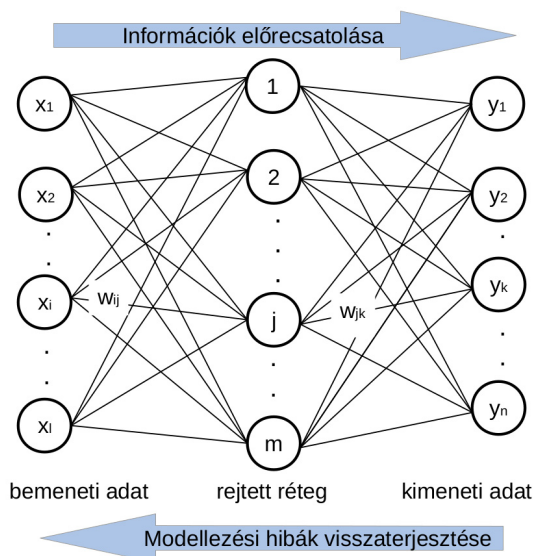 Információk előrecsatolása
x1 1 y1
x2 2 y2
xi wij j wjk yk
xl m yn
bemeneti adat rejtett réteg kimeneti adat
Modellezési hibák visszaterjesztése